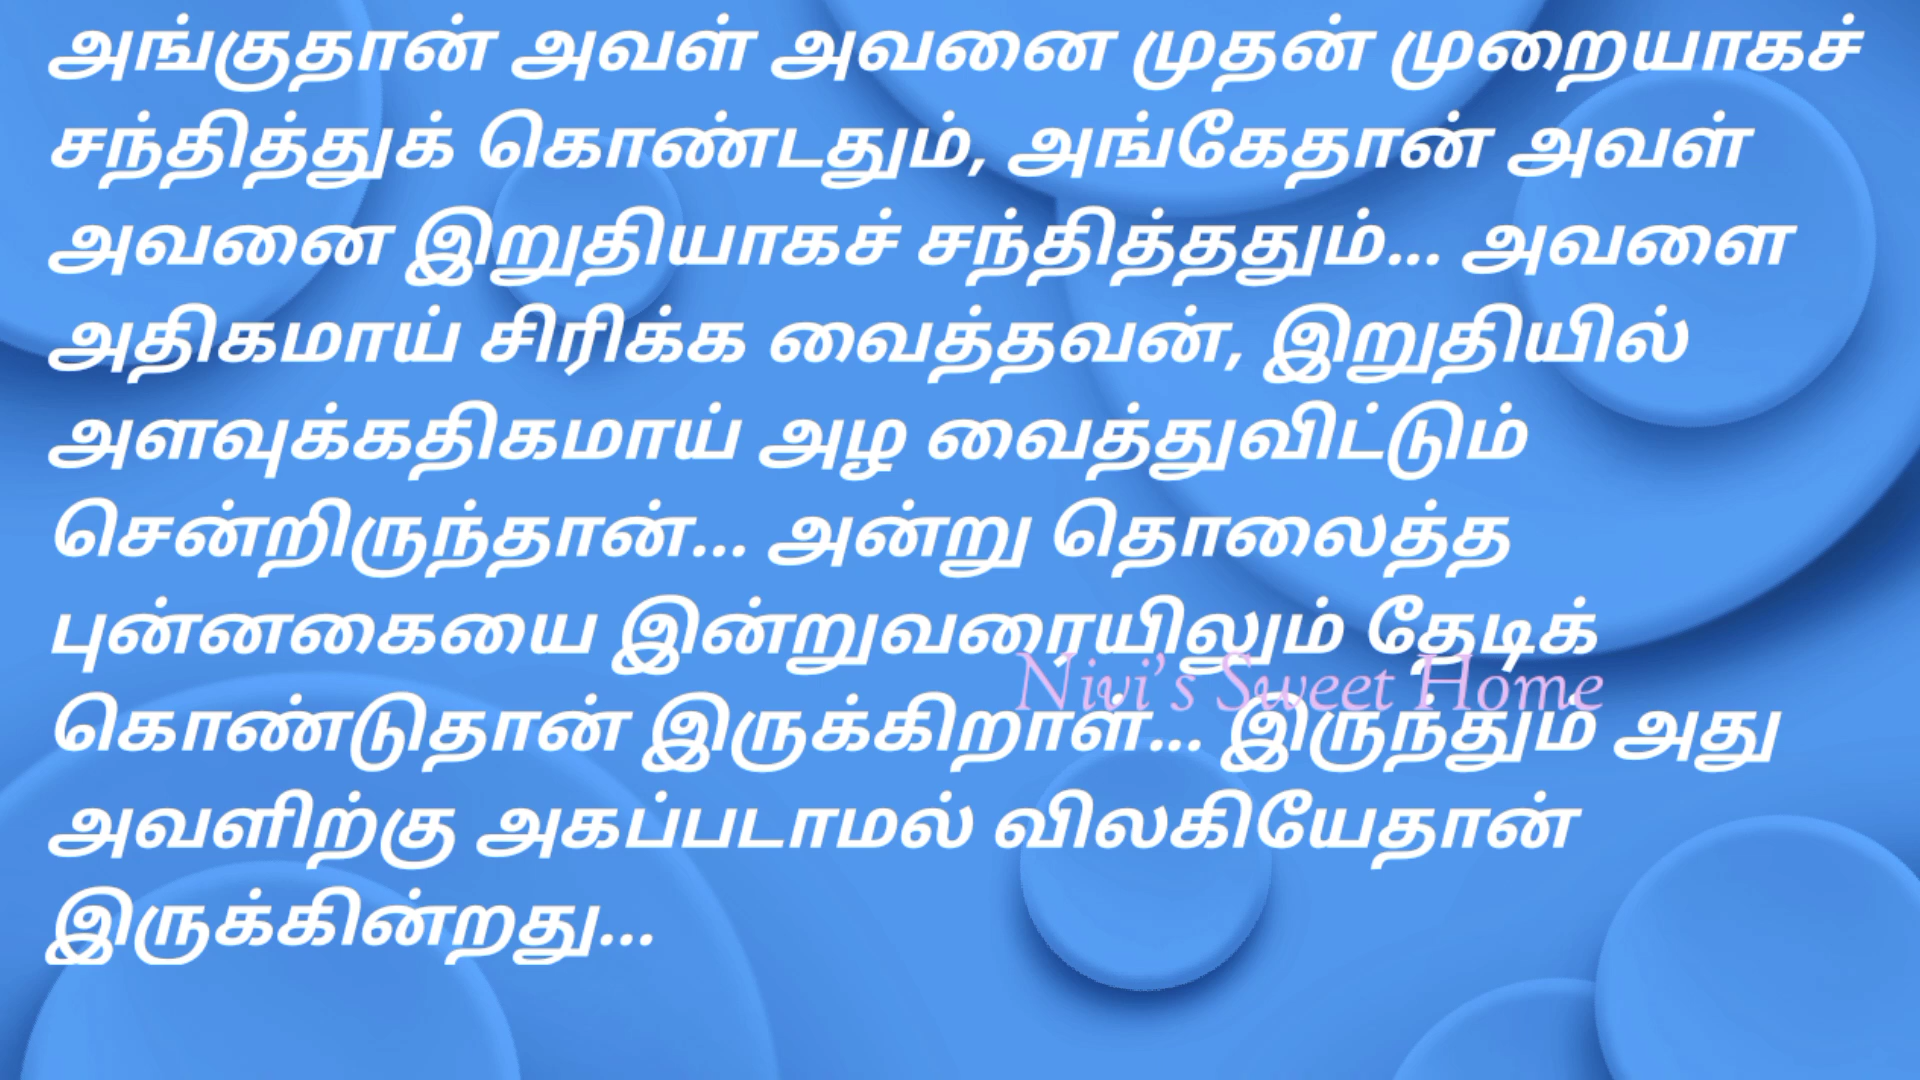 அங்குதான் அவள் அவனை முதன் முறையாகச்
சந்தித்துக் கொண்டதும், அங்கேதான் அவள்
அவனை இறுதியாகச் சந்தித்ததும்... அவளை
அதிகமாய் சிரிக்க வைத்தவன், இறுதியில்
அளவுக்கதிகமாய் அழ வைத்துவிட்டும்
சென்றிருந்தான்... அன்று தொலைத்த
புன்னகையை இன்றுவரையிலும் தேடிக்
Nivi's Sweet Home
கொண்டுதான் இருக்கிறாள்... இருந்தும் அது
அவளிற்கு அகப்படாமல் விலகியேதான்
இருக்கின்றது...